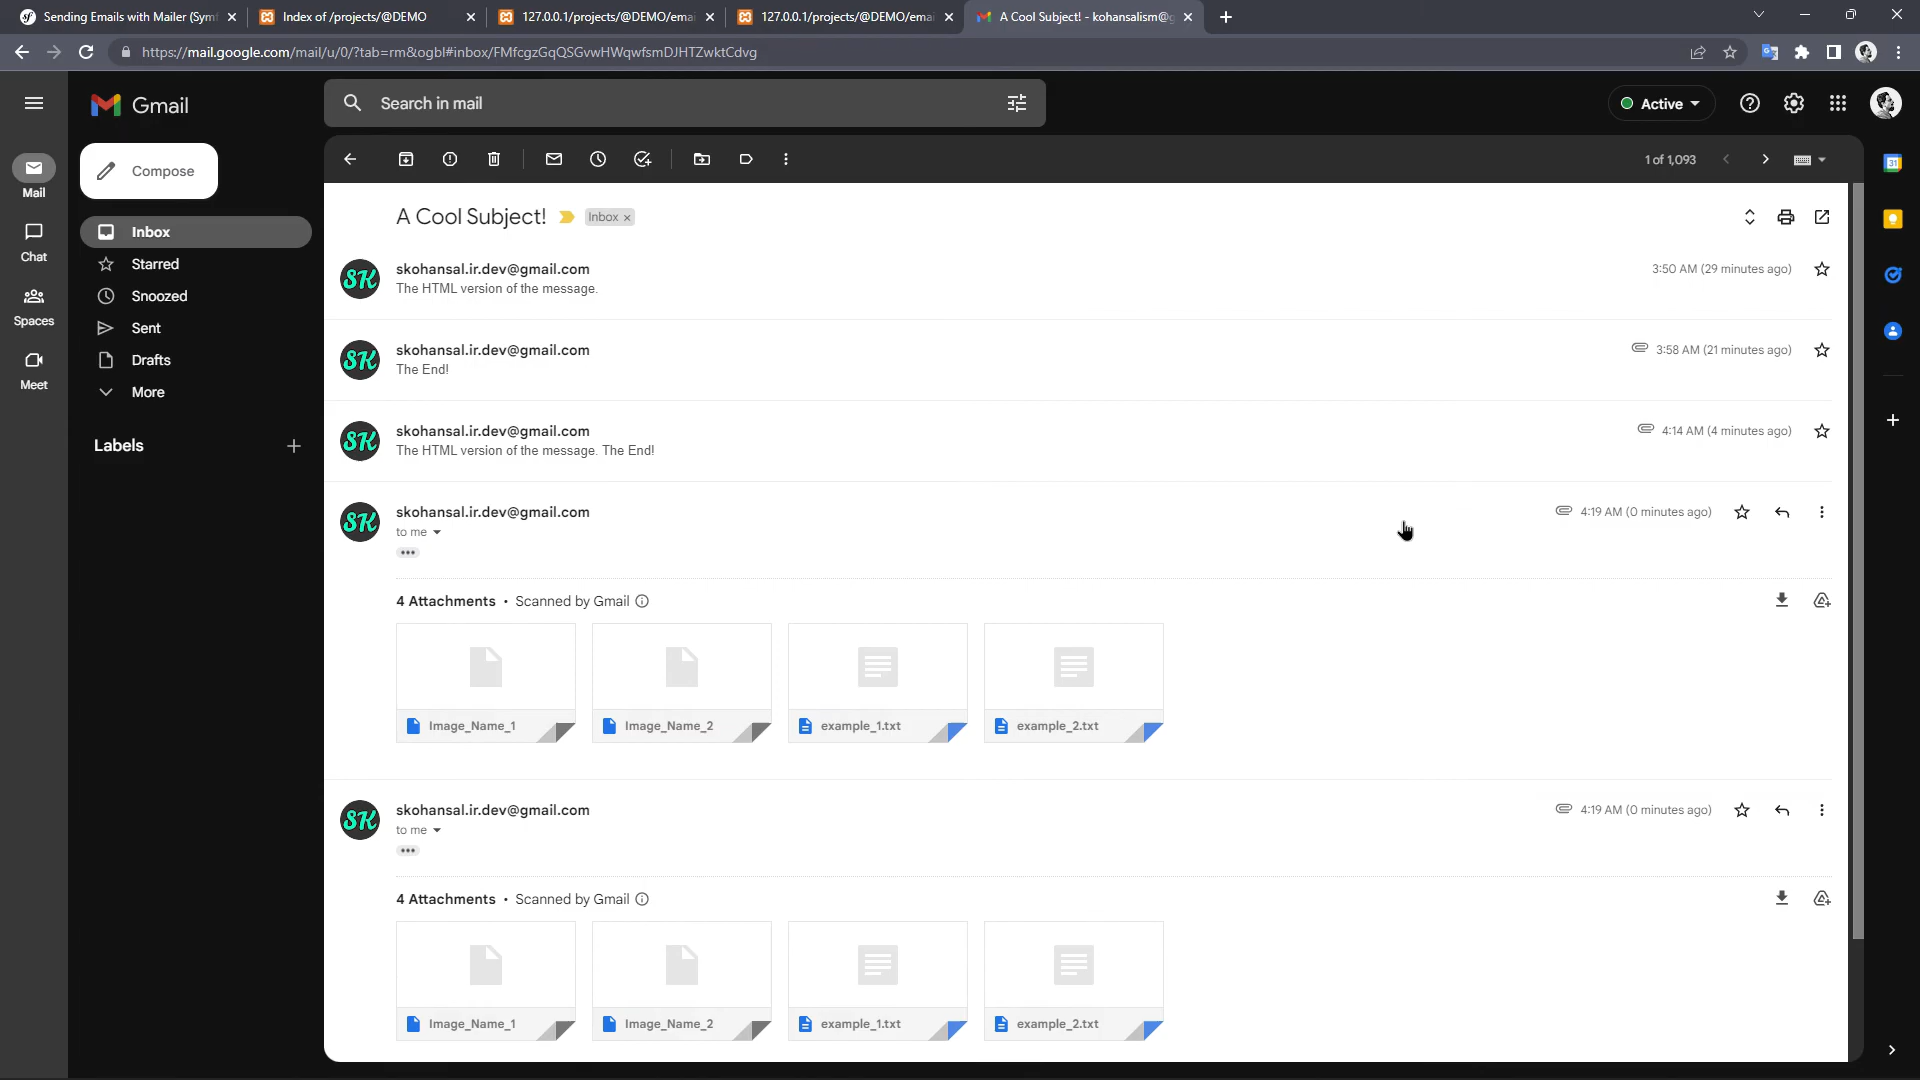 Sending Emails with Mailer (Symf
Index of /projects/@DEMO
127.0.0.1/projects/@DEMO/emai
127.0.0.1/projects/@DEMO/emai
A Cool Subject! - kohansalism@g
https://mail.google.com/mail/u/0/?tab=rm&ogbl#inbox/FMfcgzGqQSGvwHWqwfsmDJHTZwktCdvg
Gmail
Search in mail
Active
Compose
1 of 1,093
Mail
Chat
Spaces
Meet
Inbox
Starred
Snoozed
Sent
Drafts
More
Labels
A Cool Subject!
Inbox
SK
skohansal.ir.dev@gmail.com
3:50 AM (29 minutes ago)
The HTML version of the message.
SK
skohansal.ir.dev@gmail.com
3:58 AM (21 minutes ago)
The End!
SK
skohansal.ir.dev@gmail.com
4:14 AM (4 minutes ago)
The HTML version of the message. The End!
SK
skohansal.ir.dev@gmail.com
4:19 AM (0 minutes ago)
to me
4 Attachments • Scanned by Gmail
Image_Name_1
Image_Name_2
example_1.txt
example_2.txt
SK
skohansal.ir.dev@gmail.com
4:19 AM (0 minutes ago)
to me
4 Attachments • Scanned by Gmail
Image_Name_1
Image_Name_2
example_1.txt
example_2.txt
31